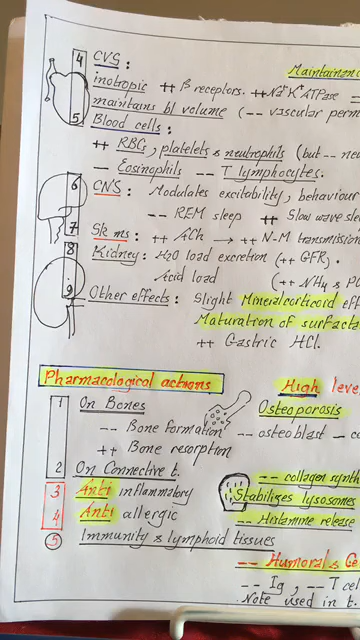 4 CVS :
inotropic ++ β receptors. ++ Na⁺K⁺ATPase
Maintainan
maintains bl volume (-- vascular perm
5 Blood cells :
++ RBCs, platelets & neutrophils (but --
-- Eosinophils -- T lymphocytes.
6 CNS : Modulates excitability, behaviour
-- REM sleep ++ Slow wave sle
7 Sk ms : ++ ACh → ++ N-M transmission
8 Kidney : H2O load excretion (++ GFR).
Acid load (++ NH4 &
9 Other effects : Slight Mineralcorticoid eff
Maturation of surfacta
++ Gastric HCl.
Pharmacological actions
High leve
1 On Bones
Osteoporosis
-- Bone formation -- osteoblast
++ Bone resorption
2 On Connective t.
-- collagen synth
3 Anti inflammatory
Stabilizes lysosomes
4 Anti allergic
-- Histamine release
5 Immunity & lymphoid tissues
-- Humoral &
-- Ig, -- T cel
Note used in t.